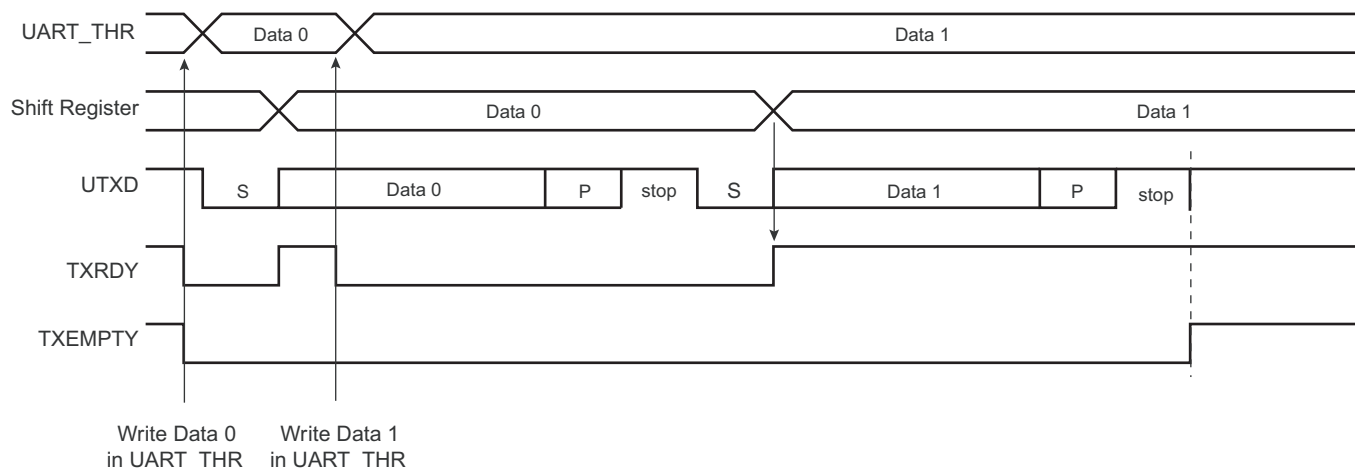 UART_THR Data 0 Data 1
Shift Register Data 0 Data 1
UTXD S Data 0 P stop S Data 1 P stop
TXRDY
TXEMPTY
Write Data 0 Write Data 1
in UART_THR in UART_THR